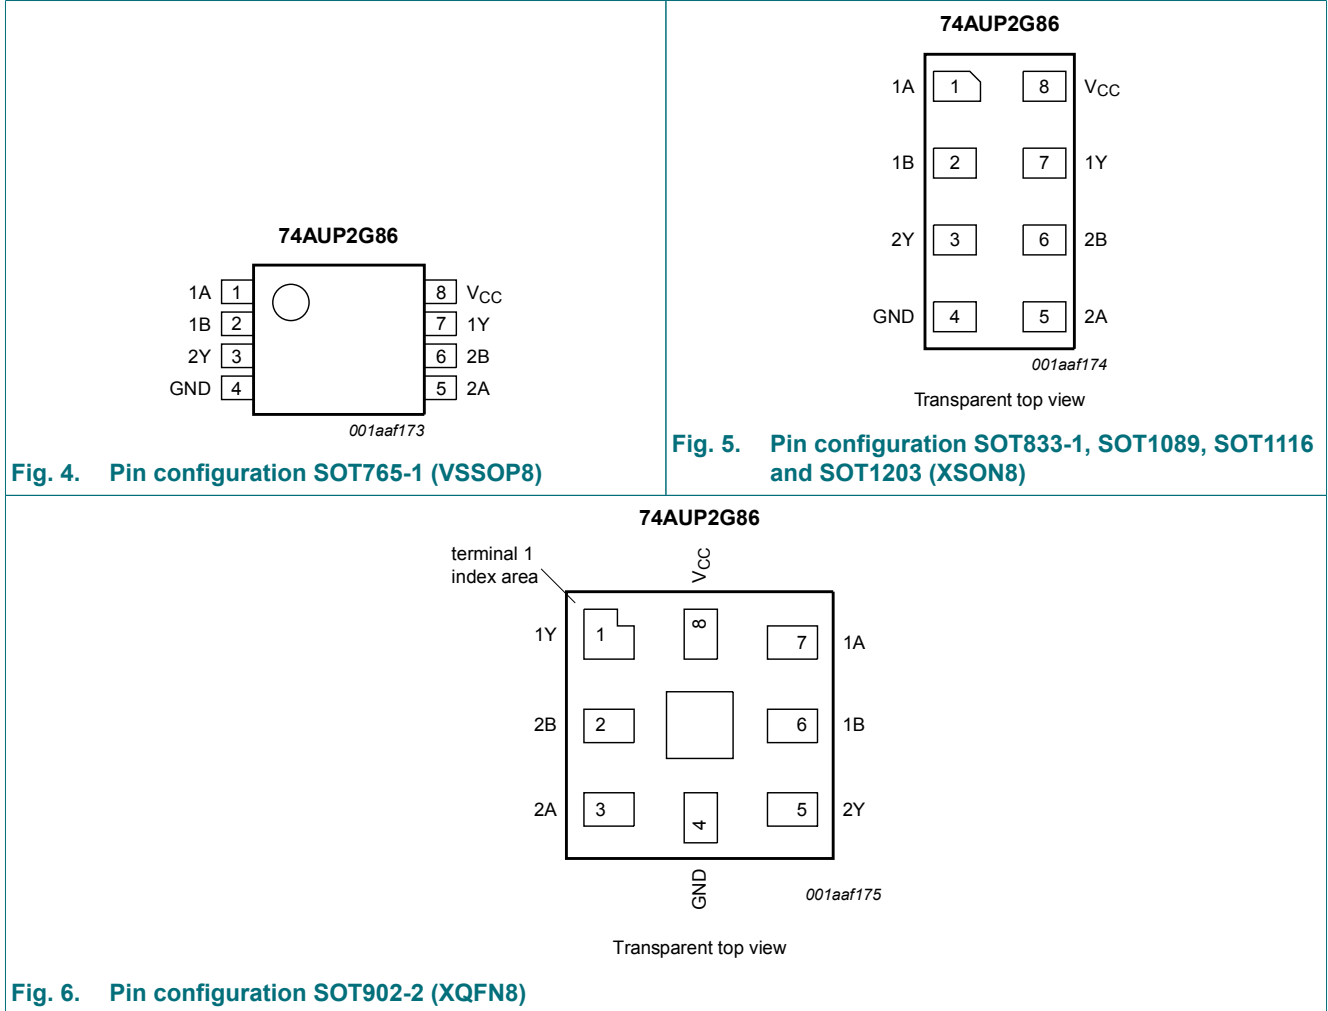 74AUP2G86
1A 1 8 VCC
1B 2 7 1Y
2Y 3 6 2B
GND 4 5 2A
001aaf173
Fig. 4. Pin configuration SOT765-1 (VSSOP8)
74AUP2G86
1A 1 8 VCC
1B 2 7 1Y
2Y 3 6 2B
GND 4 5 2A
001aaf174
Transparent top view
Fig. 5. Pin configuration SOT833-1, SOT1089, SOT1116
and SOT1203 (XSON8)
74AUP2G86
terminal 1
index area
VCC
1Y 1 8 7 1A
2B 2 6 1B
2A 3 4 5 2Y
GND
001aaf175
Transparent top view
Fig. 6. Pin configuration SOT902-2 (XQFN8)